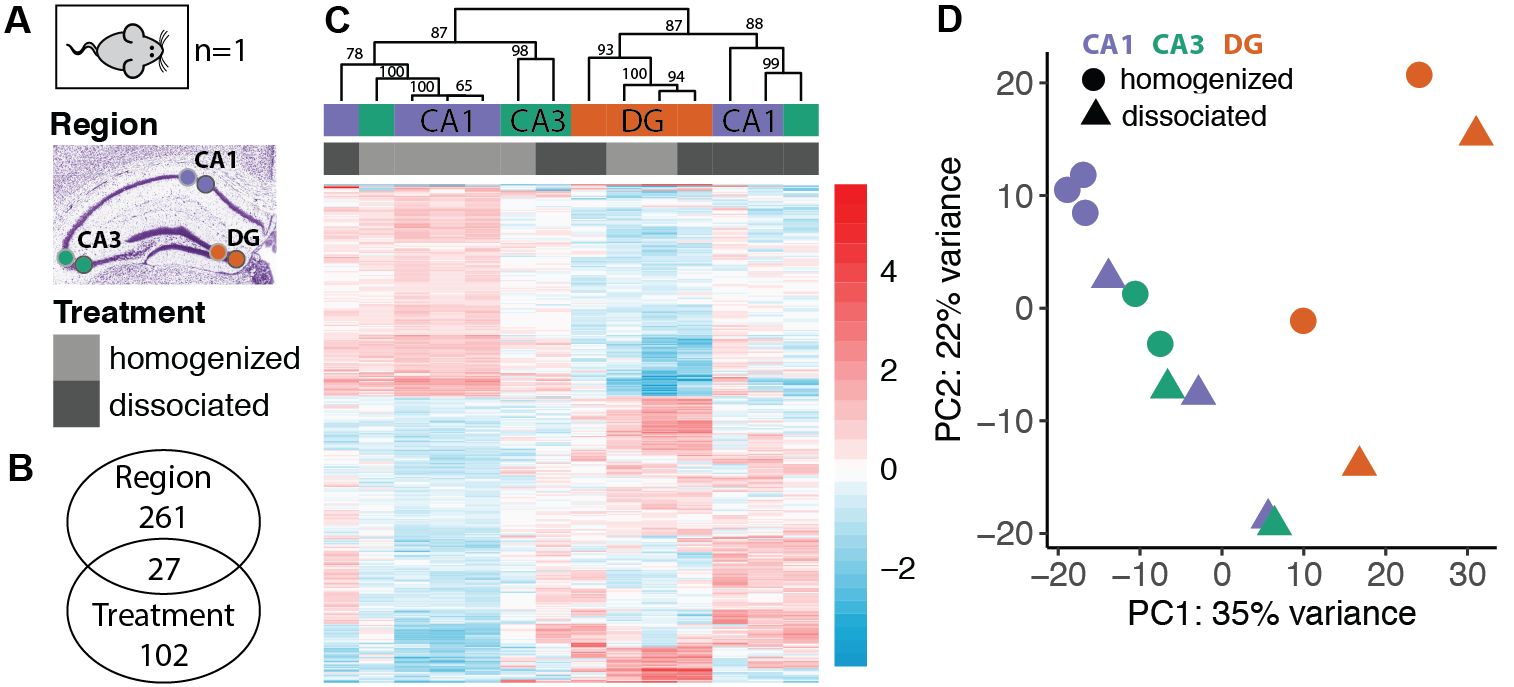 A
n=1
Region
CA1
CA3
DG
Treatment
homogenized
dissociated
B
Region
261
27
Treatment
102
C
87
87
88
78
98
93
99
100
100
94
100
65
CA1
CA3
DG
CA1
4
2
0
−2
D
CA1 CA3 DG
homogenized
dissociated
PC2: 22% variance
20
10
0
−10
−20
−20 −10 0 10 20 30
PC1: 35% variance